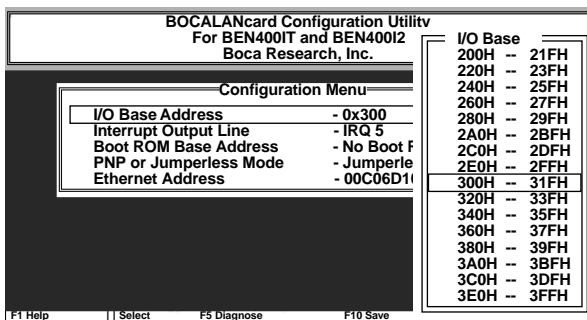 BOCALANcard Configuration Utility
For BEN400IT and BEN400I2
Boca Research, Inc.
Configuration Menu
I/O Base Address - 0x300
Interrupt Output Line - IRQ 5
Boot ROM Base Address - No Boot
PNP or Jumperless Mode - Jumperle
Ethernet Address - 00C06D1
I/O Base
200H -- 21FH
220H -- 23FH
240H -- 25FH
260H -- 27FH
280H -- 29FH
2A0H -- 2BFH
2C0H -- 2DFH
2E0H -- 2FFH
300H -- 31FH
320H -- 33FH
340H -- 35FH
360H -- 37FH
380H -- 39FH
3A0H -- 3BFH
3C0H -- 3DFH
3E0H -- 3FFH
F1 Help [] Select F5 Diagnose F10 Save